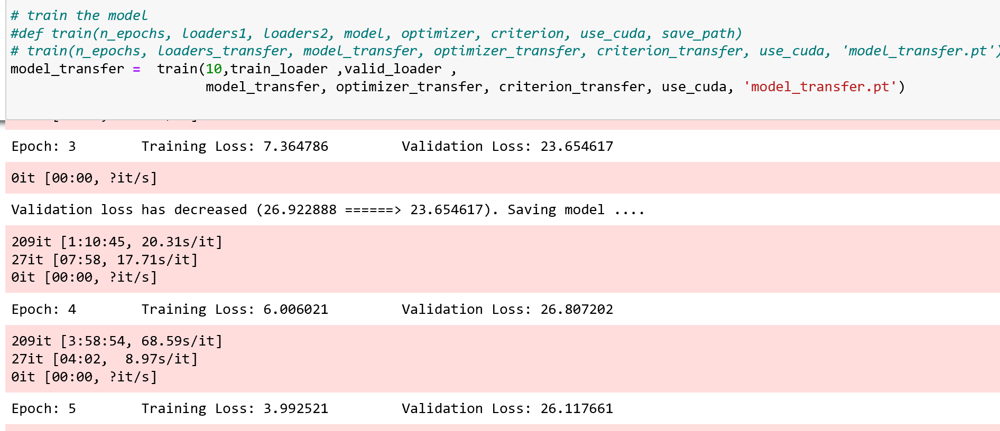 # train the model
#def train(n_epochs, loaders1, loaders2, model, optimizer, criterion, use_cuda, save_path)
# train(n_epochs, loaders_transfer, model_transfer, optimizer_transfer, criterion_transfer, use_cuda, 'model_transfer.pt')
model_transfer =  train(10,train_loader ,valid_loader ,
                        model_transfer, optimizer_transfer, criterion_transfer, use_cuda, 'model_transfer.pt')
Epoch: 3        Training Loss: 7.364786         Validation Loss: 23.654617
0it [00:00, ?it/s]
Validation loss has decreased (26.922888 ======> 23.654617). Saving model ....
209it [1:10:45, 20.31s/it]
27it [07:58, 17.71s/it]
0it [00:00, ?it/s]
Epoch: 4        Training Loss: 6.006021         Validation Loss: 26.807202
209it [3:58:54, 68.59s/it]
27it [04:02,  8.97s/it]
0it [00:00, ?it/s]
Epoch: 5        Training Loss: 3.992521         Validation Loss: 26.117661